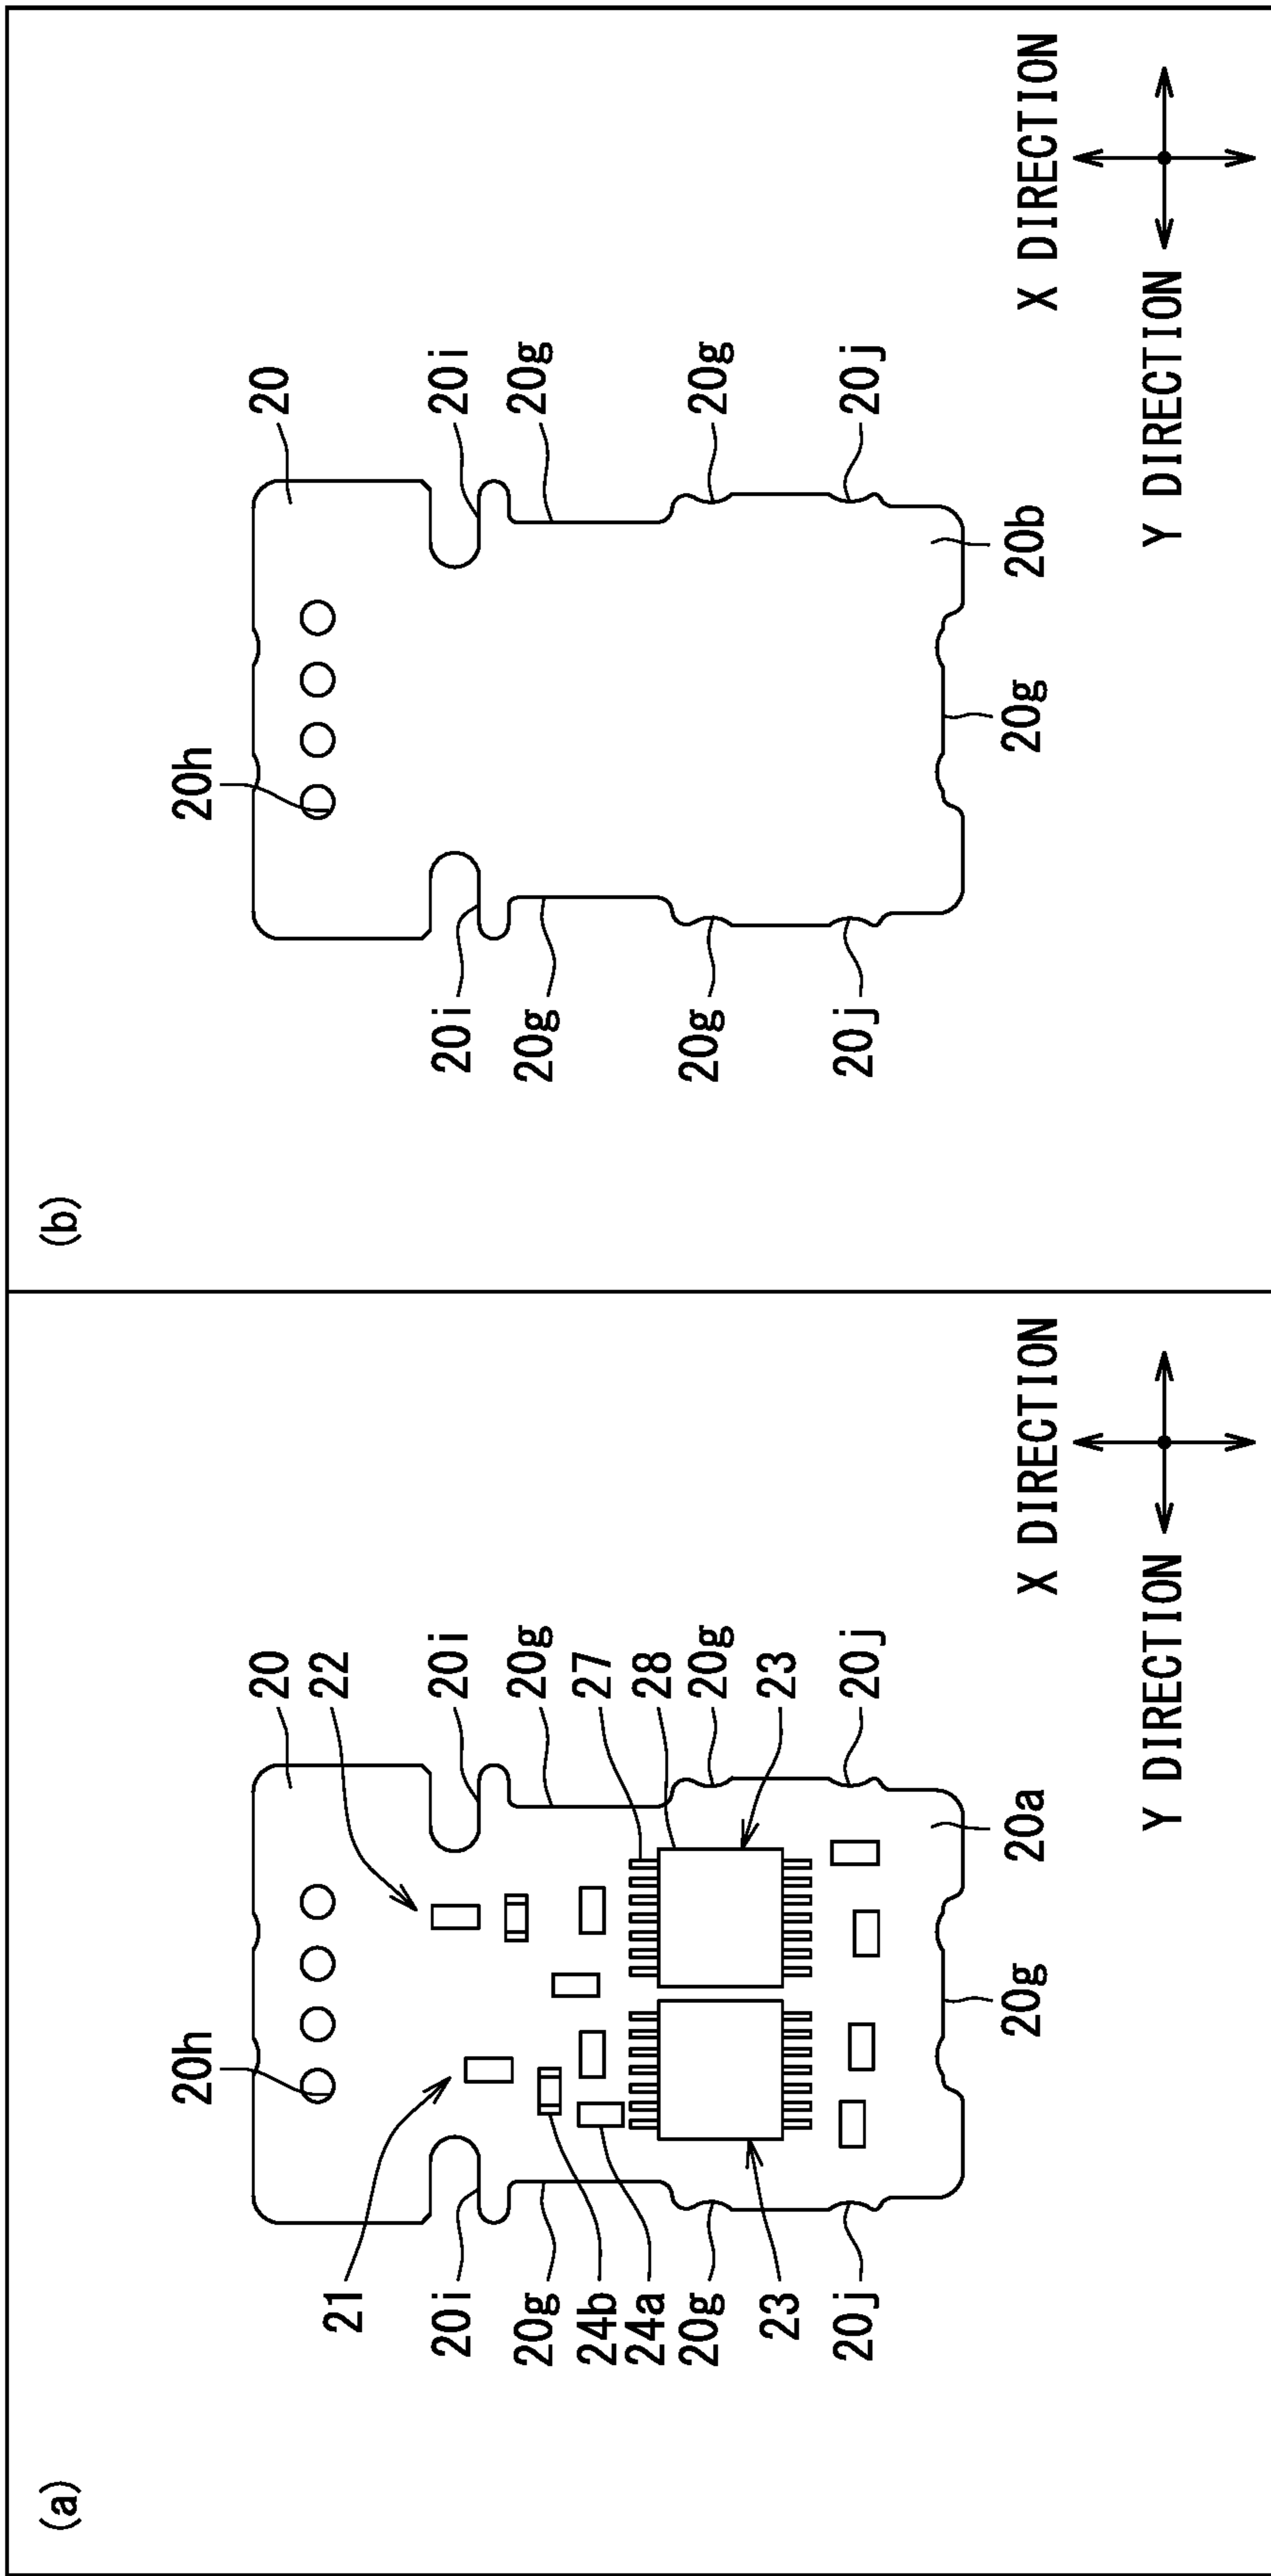 (a)
20h
20
22
21
20i
20i
20g
20g
24b
27
24a
28
20g
20g
23
23
20j
20j
20g
20a
X DIRECTION
Y DIRECTION
(b)
20h
20
20i
20i
20g
20g
20g
20g
20j
20j
20g
20b
X DIRECTION
Y DIRECTION